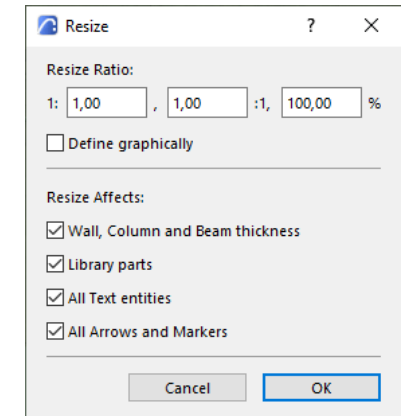 Resize ? ×
Resize Ratio:
1: 1,00 , 1,00 :1, 100,00 %
Define graphically
Resize Affects:
Wall, Column and Beam thickness
Library parts
All Text entities
All Arrows and Markers
Cancel OK